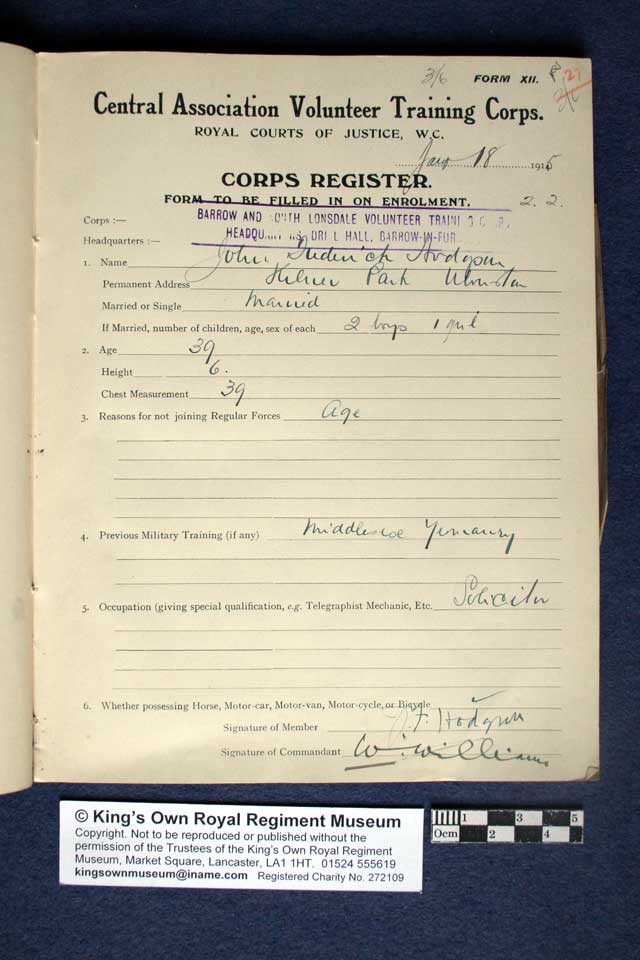 3/6 FORM XII. 27
Central Association Volunteer Training Corps.
ROYAL COURTS OF JUSTICE, W.C.
Jany 18 1915
CORPS REGISTER.
FORM TO BE FILLED IN ON ENROLMENT. 2. 2.
Corps :— BARROW AND SOUTH LONSDALE VOLUNTEER
Headquarters :— DRILL HALL, BARROW-IN-FUR
1. Name John Frederick Hodgson
Permanent Address Park Ulverston
Married or Single Married
If Married, number of children, age, sex of each 2 boys 1 girl
2. Age 39
Height 6.
Chest Measurement 39
3. Reasons for not joining Regular Forces Age
4. Previous Military Training (if any) Middlesex Yeomanry
5. Occupation (giving special qualification, e.g. Telegraphist Mechanic, Etc. Solicitor
6. Whether possessing Horse, Motor-car, Motor-van, Motor-cycle, or Bicycle
Signature of Member J. F. Hodgson
Signature of Commandant W. Williams
© King's Own Royal Regiment Museum
Copyright. Not to be reproduced or published without the
permission of the Trustees of the King's Own Royal Regiment
Museum, Market Square, Lancaster, LA1 1HT. 01524 555619
kingsownmuseum@iname.com Registered Charity No. 272109
1 3 5
0cm 2 4